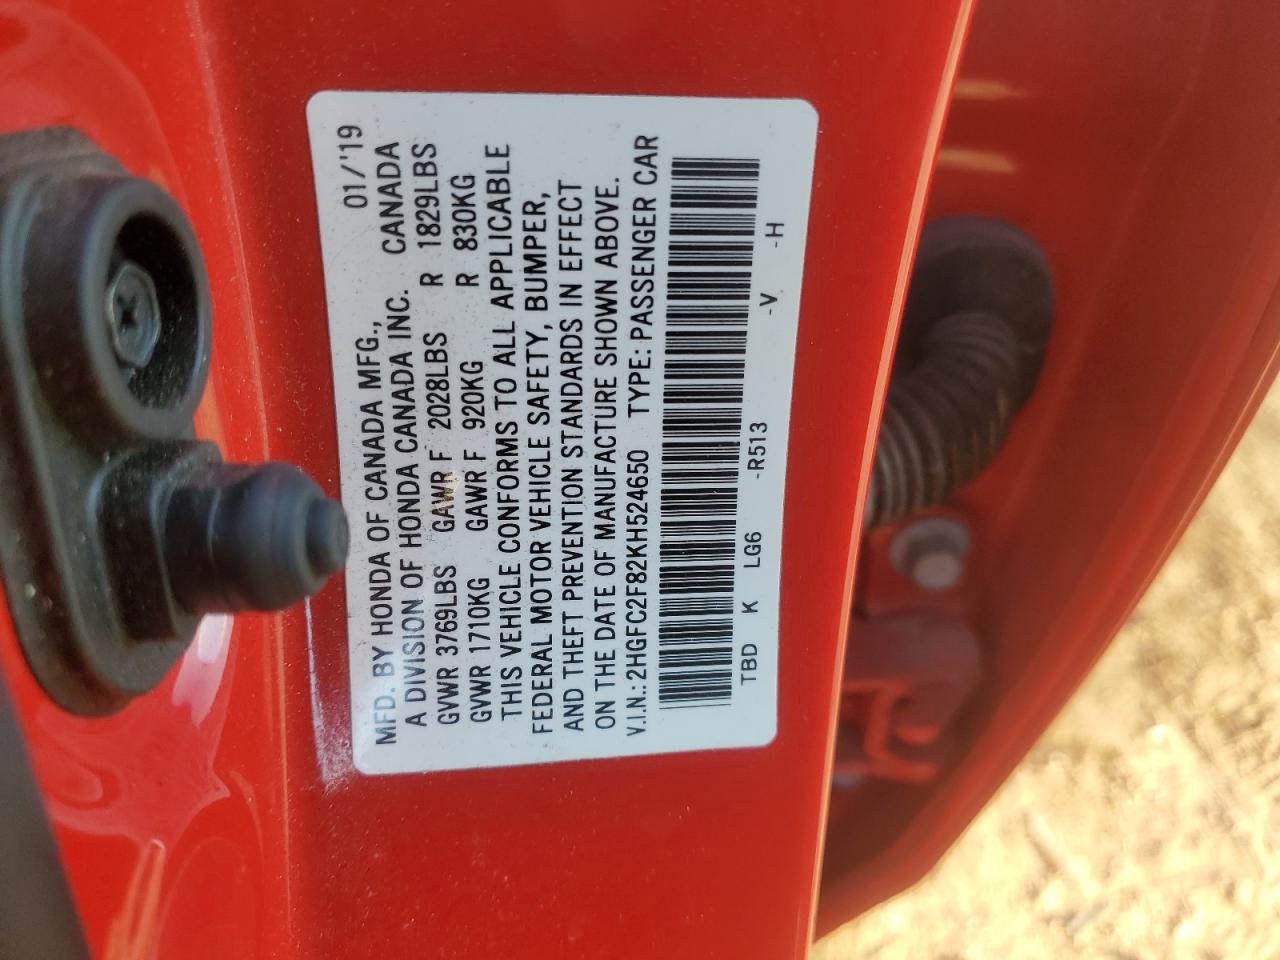 MFD. BY HONDA OF CANADA MFG., 01/'19
A DIVISION OF HONDA CANADA INC. CANADA
GVWR 3769LBS GAWR F 2028LBS R 1829LBS
GVWR 1710KG GAWR F 920KG R 830KG
THIS VEHICLE CONFORMS TO ALL APPLICABLE
FEDERAL MOTOR VEHICLE SAFETY, BUMPER,
AND THEFT PREVENTION STANDARDS IN EFFECT
ON THE DATE OF MANUFACTURE SHOWN ABOVE.
V.I.N.: 2HGFC2F82KH524650 TYPE: PASSENGER CAR
TBD K LG6 -R513 -V -H